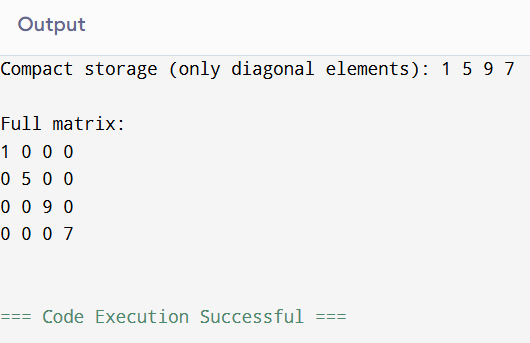 Output
Compact storage (only diagonal elements): 1 5 9 7
Full matrix:
1 0 0 0
0 5 0 0
0 0 9 0
0 0 0 7
=== Code Execution Successful ===